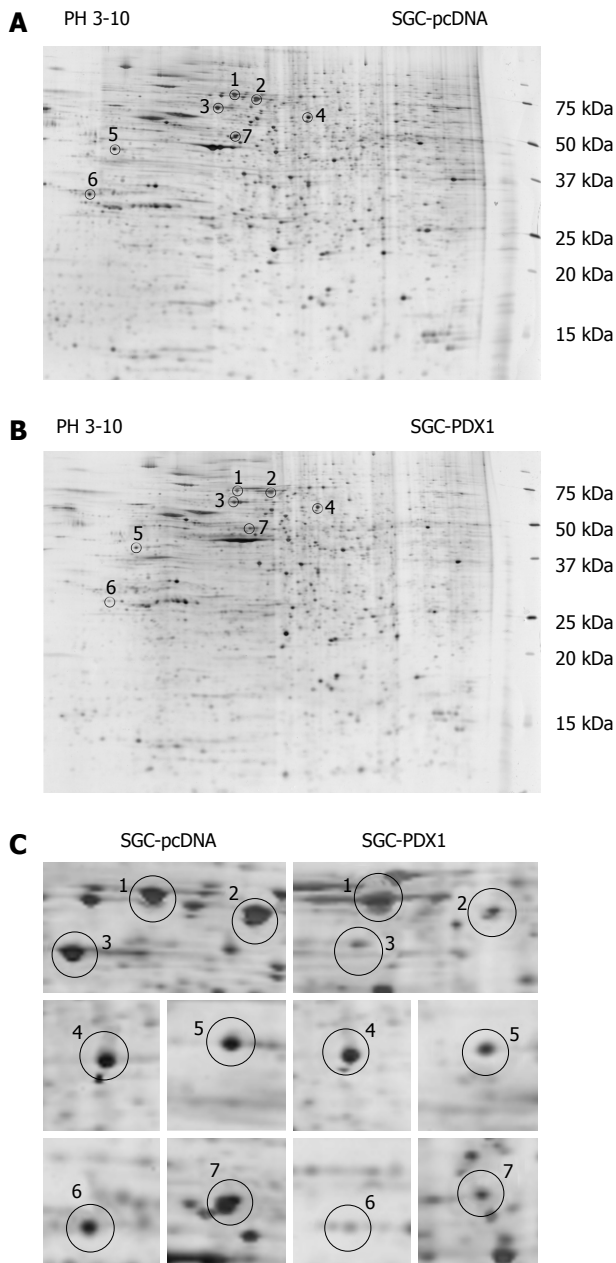 A PH 3-10 SGC-pcDNA
1
2
3
4
75 kDa
5
7
50 kDa
6
37 kDa
25 kDa
20 kDa
15 kDa
B PH 3-10 SGC-PDX1
1
2
3
4
75 kDa
5
7
50 kDa
6
37 kDa
25 kDa
20 kDa
15 kDa
C SGC-pcDNA SGC-PDX1
1 2 1 2
3 3
4 5 4 5
6 7 6 7